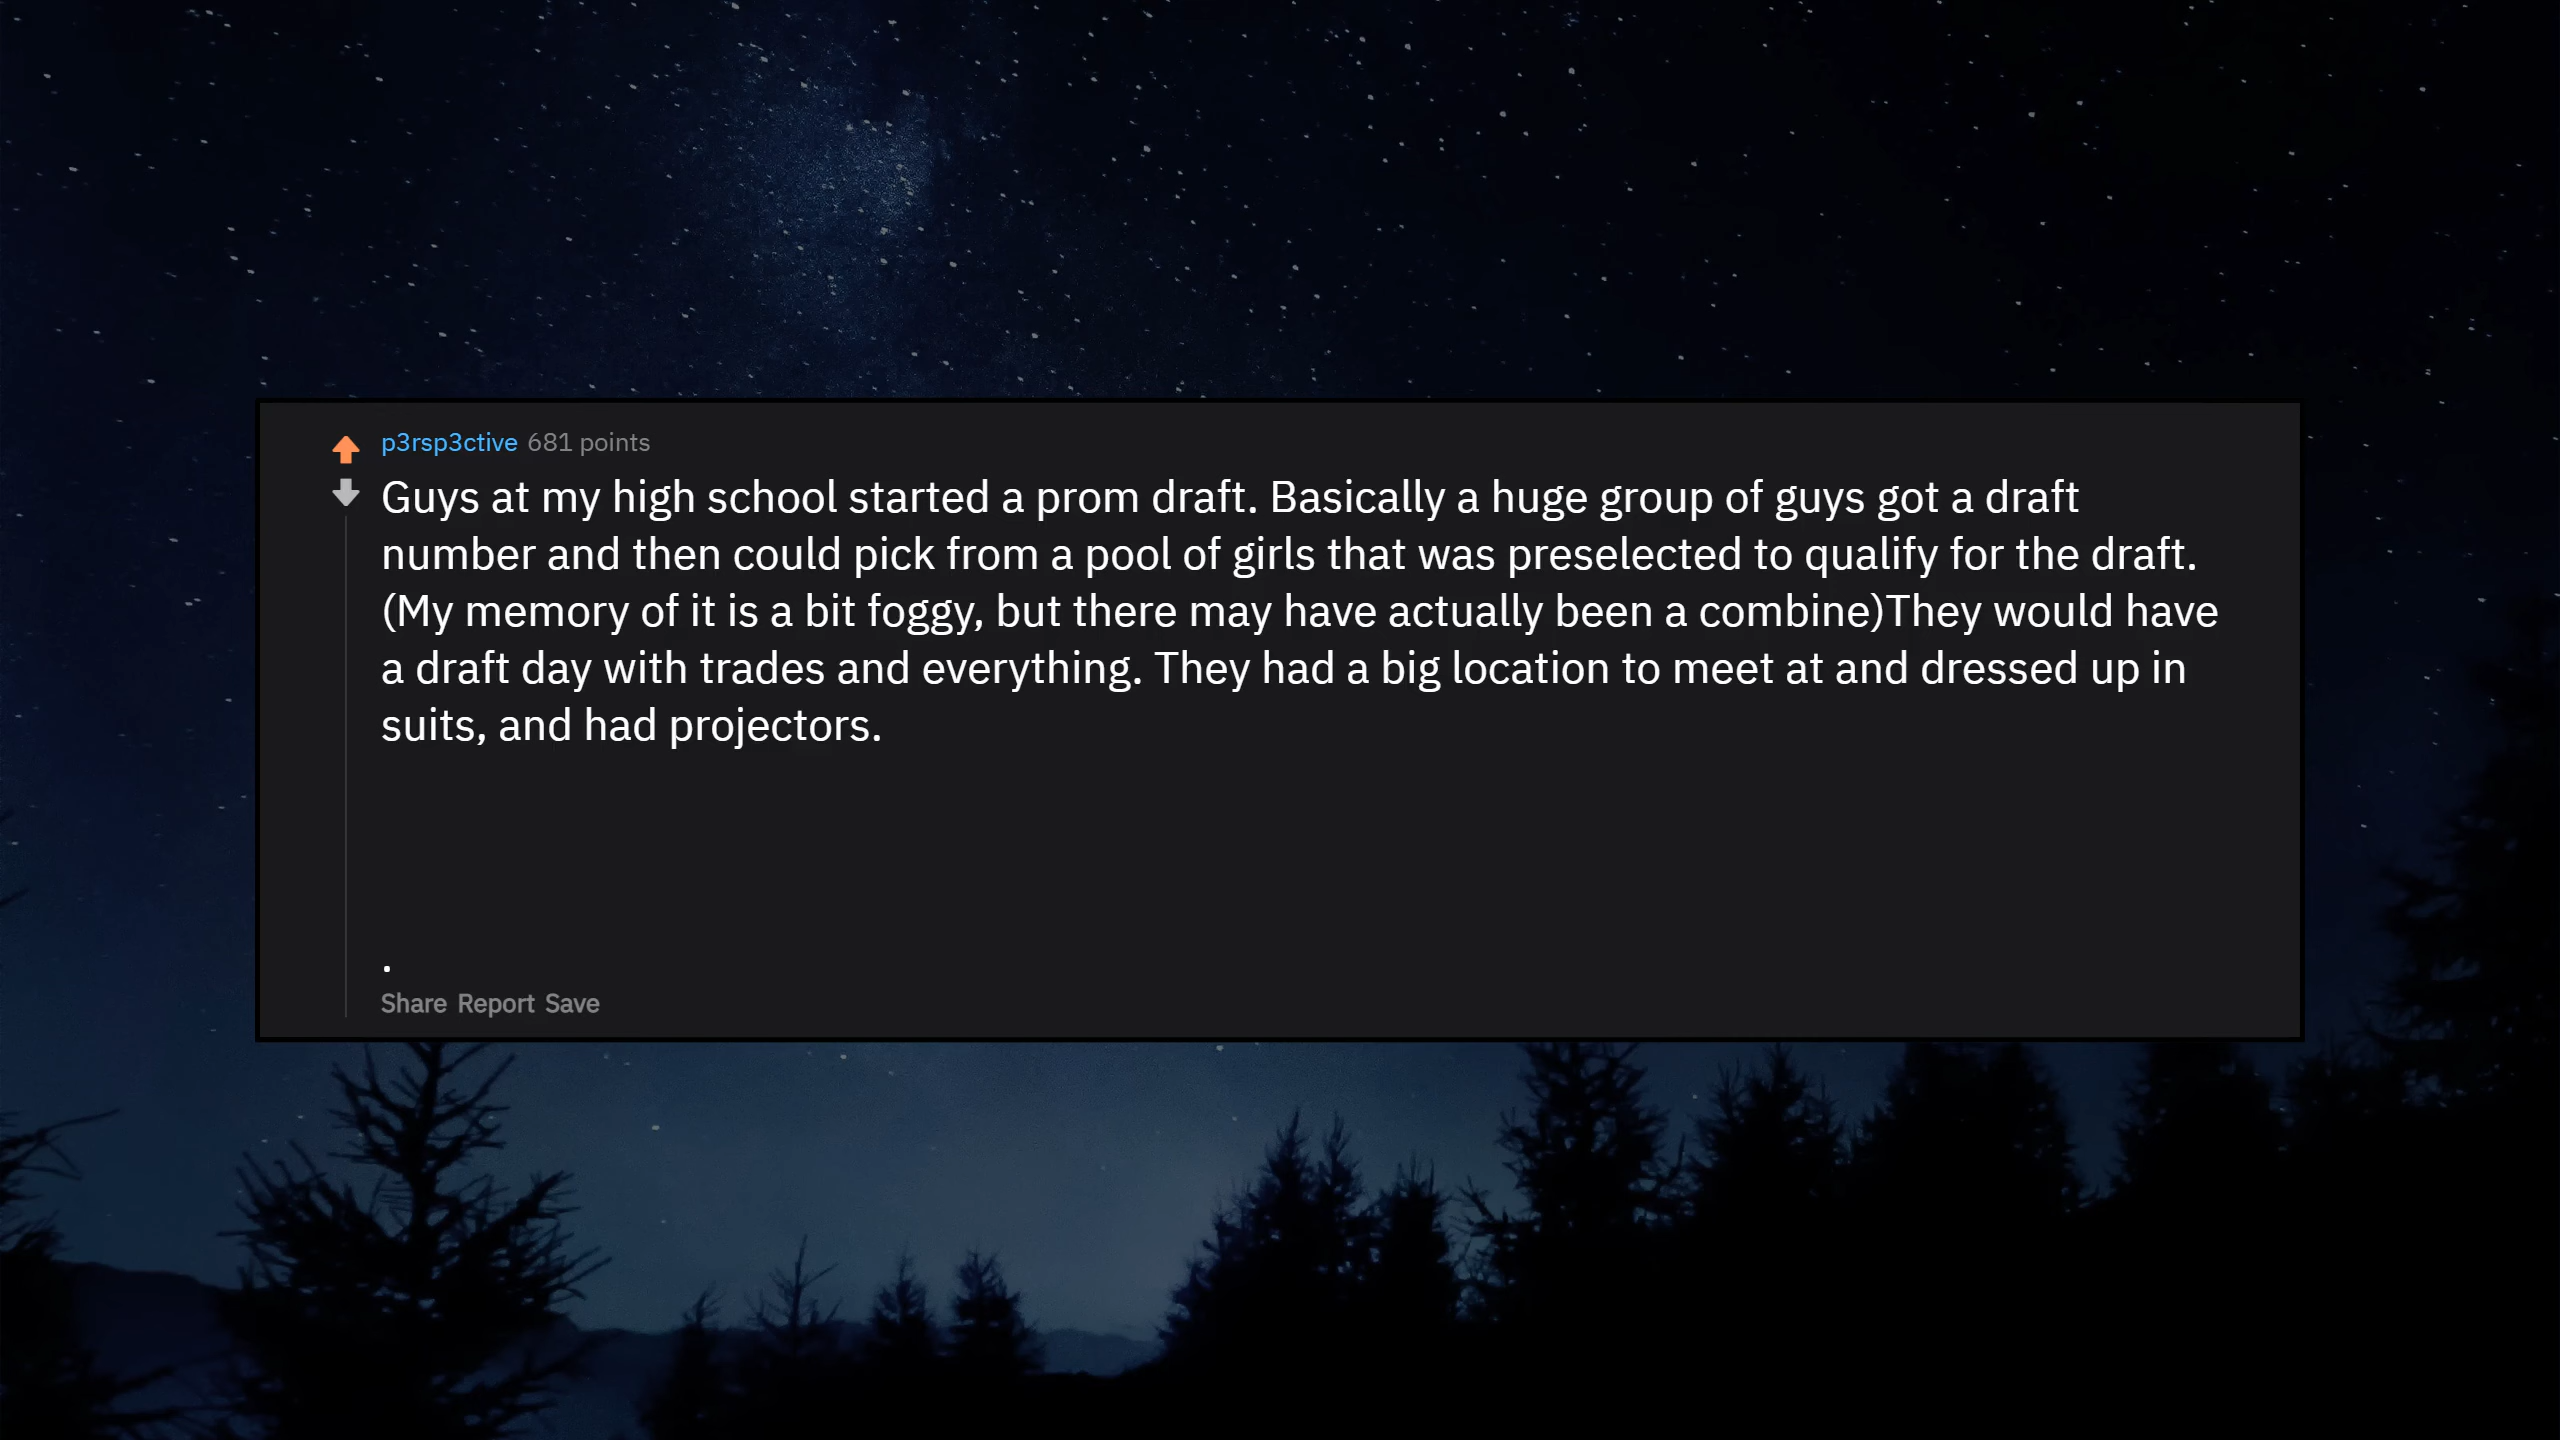 p3rsp3ctive 681 points
Guys at my high school started a prom draft. Basically a huge group of guys got a draft
number and then could pick from a pool of girls that was preselected to qualify for the draft.
(My memory of it is a bit foggy, but there may have actually been a combine)They would have
a draft day with trades and everything. They had a big location to meet at and dressed up in
suits, and had projectors.
.
Share Report Save